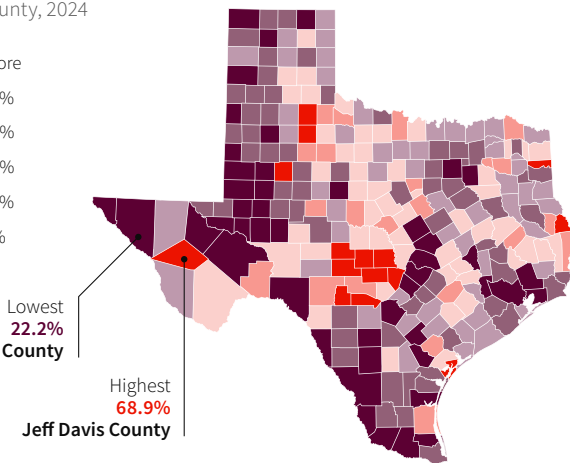 unty, 2024
ore
%
%
%
%
%
Lowest
22.2%
County
Highest
68.9%
Jeff Davis County